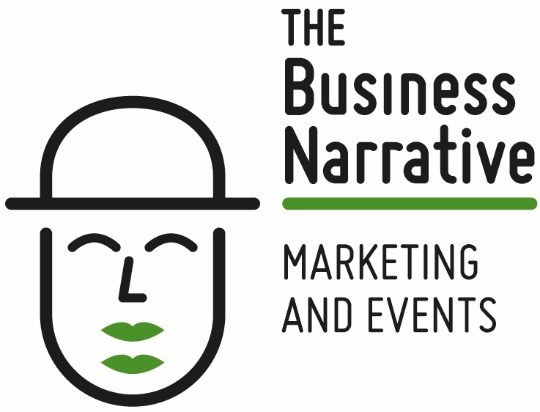 THE
Business
Narrative
MARKETING
AND EVENTS